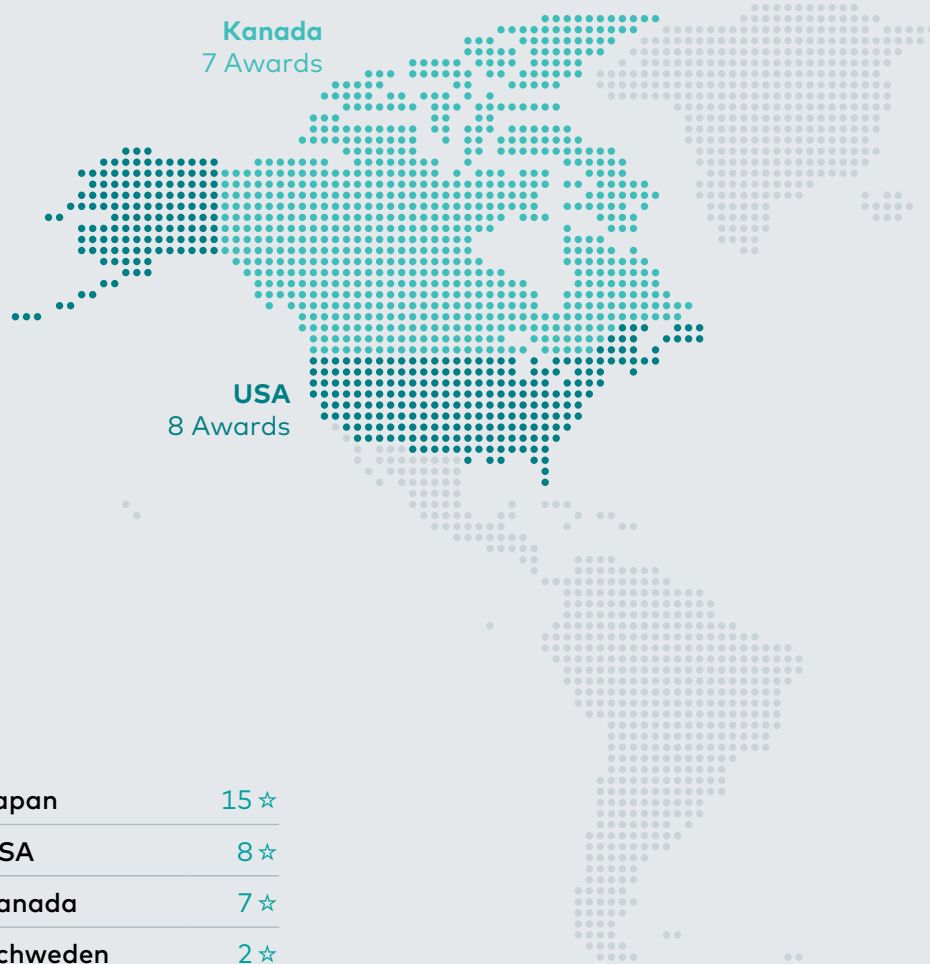 Kanada
7 Awards
USA
8 Awards
apan 15 ☆
SA 8 ☆
anada 7 ☆
chweden 2 ☆